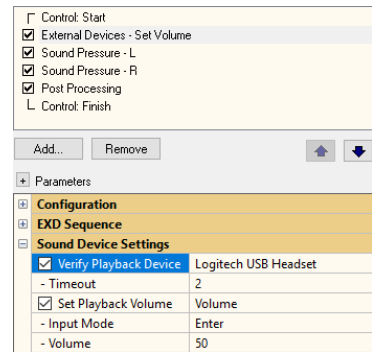 Control: Start
External Devices - Set Volume
Sound Pressure - L
Sound Pressure - R
Post Processing
Control: Finish
Add... Remove
Parameters
Configuration
EXD Sequence
Sound Device Settings
Verify Playback Device Logitech USB Headset
- Timeout 2
Set Playback Volume Volume
- Input Mode Enter
- Volume 50